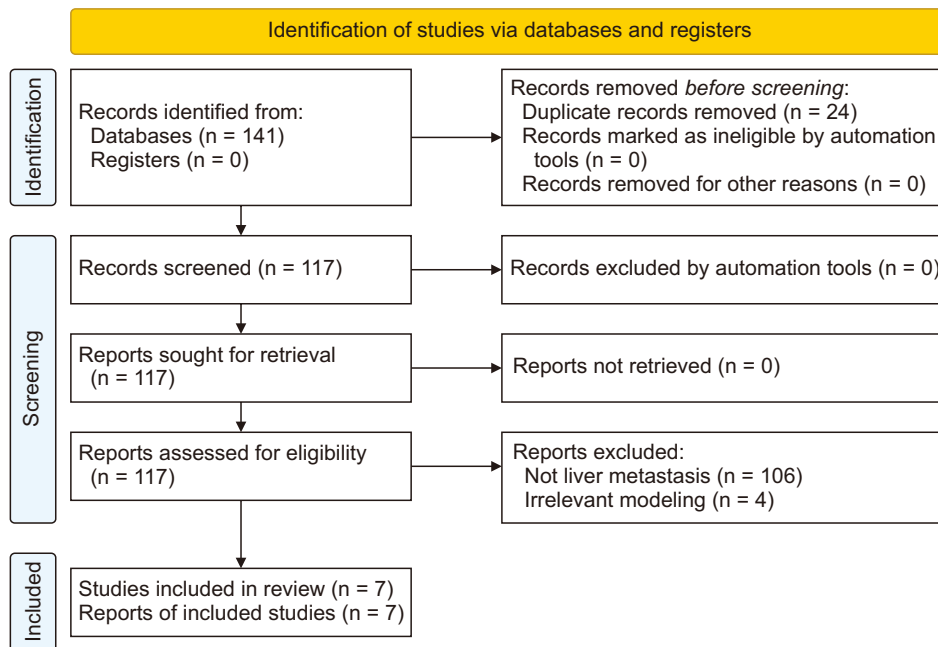 Identification of studies via databases and registers
Identification
Records identified from:
Databases (n = 141)
Registers (n = 0)
Records removed before screening:
Duplicate records removed (n = 24)
Records marked as ineligible by automation
tools (n = 0)
Records removed for other reasons (n = 0)
Screening
Records screened (n = 117)
Records excluded by automation tools (n = 0)
Reports sought for retrieval
(n = 117)
Reports not retrieved (n = 0)
Reports assessed for eligibility
(n = 117)
Reports excluded:
Not liver metastasis (n = 106)
Irrelevant modeling (n = 4)
Included
Studies included in review (n = 7)
Reports of included studies (n = 7)